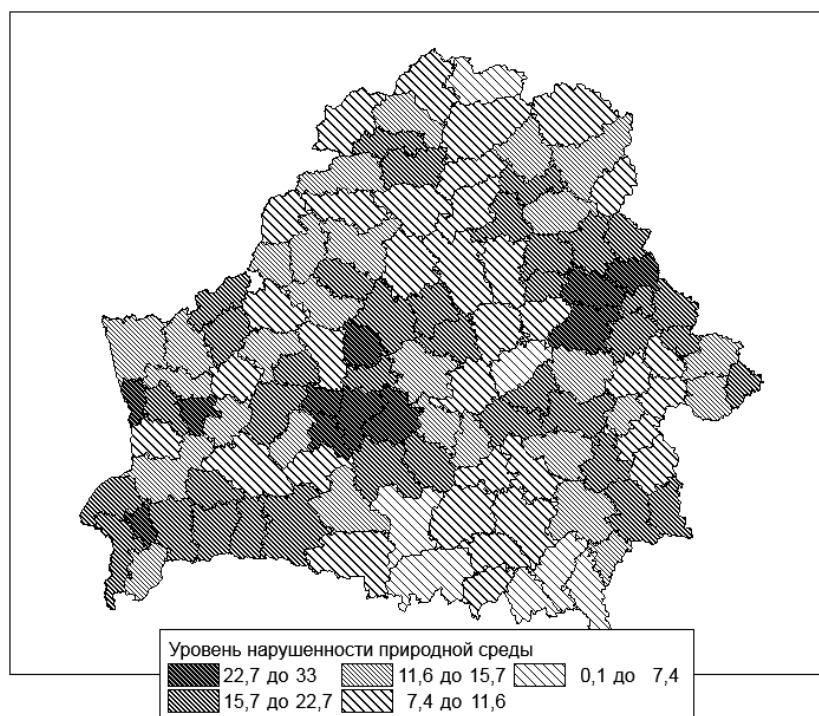 Уровень нарушенности природной среды
22,7 до 33 11,6 до 15,7 0,1 до 7,4
15,7 до 22,7 7,4 до 11,6